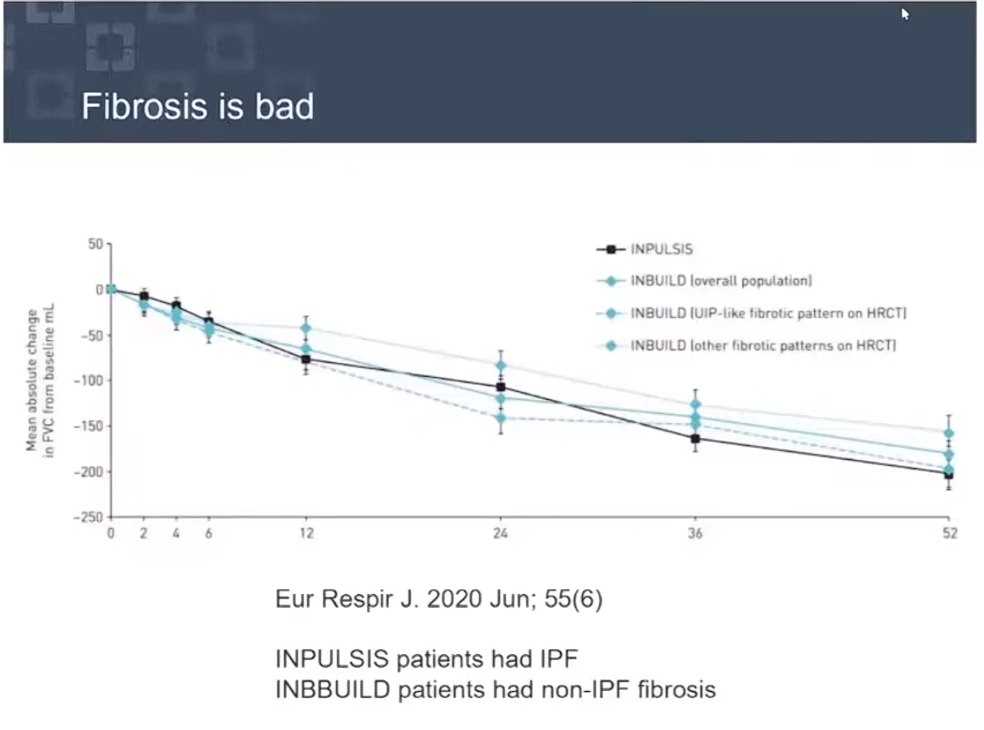 Fibrosis is bad
50
0
−50
−100
−150
−200
−250
Mean absolute change
in FVC from baseline mL
INPULSIS
INBUILD (overall population)
INBUILD (UIP-like fibrotic pattern on HRCT)
INBUILD (other fibrotic patterns on HRCT)
0 2 4 6 12 24 36 52
Eur Respir J. 2020 Jun; 55(6)
INPULSIS patients had IPF
INBBUILD patients had non-IPF fibrosis